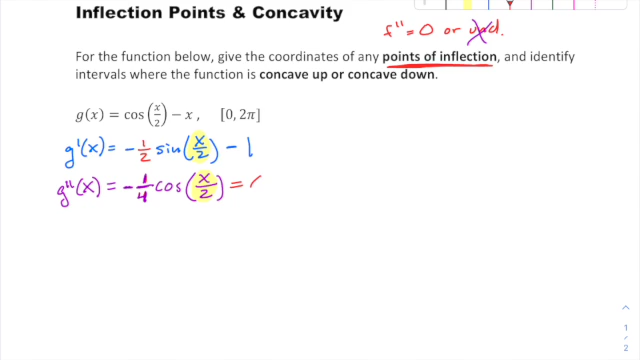 Inflection Points & Concavity
f'' = 0 or und.
For the function below, give the coordinates of any points of inflection, and identify
intervals where the function is concave up or concave down.
g(x) = cos(x/2) − x, [0, 2π]
g'(x) = −1/2 sin(x/2) − 1
g''(x) = −1/4 cos(x/2) =
1
2